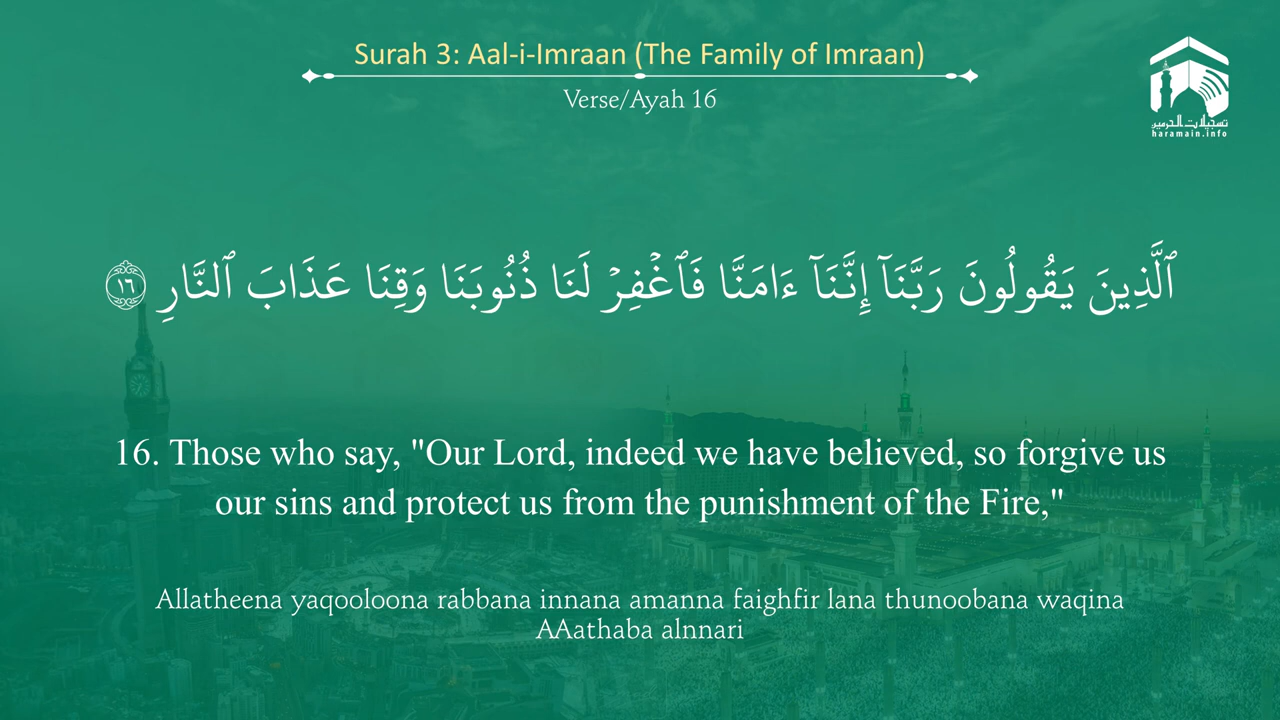 Surah 3: Aal-i-Imraan (The Family of Imraan)
Verse/Ayah 16
تسجيلات الحرمين
haramain.info
ٱلَّذِينَ يَقُولُونَ رَبَّنَآ إِنَّنَآ ءَامَنَّا فَٱغْفِرْ لَنَا ذُنُوبَنَا وَقِنَا عَذَابَ ٱلنَّارِ ١٦
16. Those who say, "Our Lord, indeed we have believed, so forgive us
our sins and protect us from the punishment of the Fire,"
Allatheena yaqooloona rabbana innana amanna faighfir lana thunoobana waqina
AAathaba alnnari